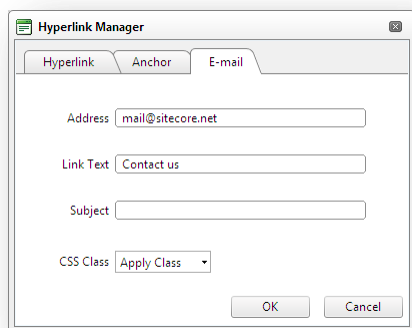 Hyperlink Manager
Hyperlink Anchor E-mail
Address mail@sitecore.net
Link Text Contact us
Subject
CSS Class Apply Class
OK Cancel